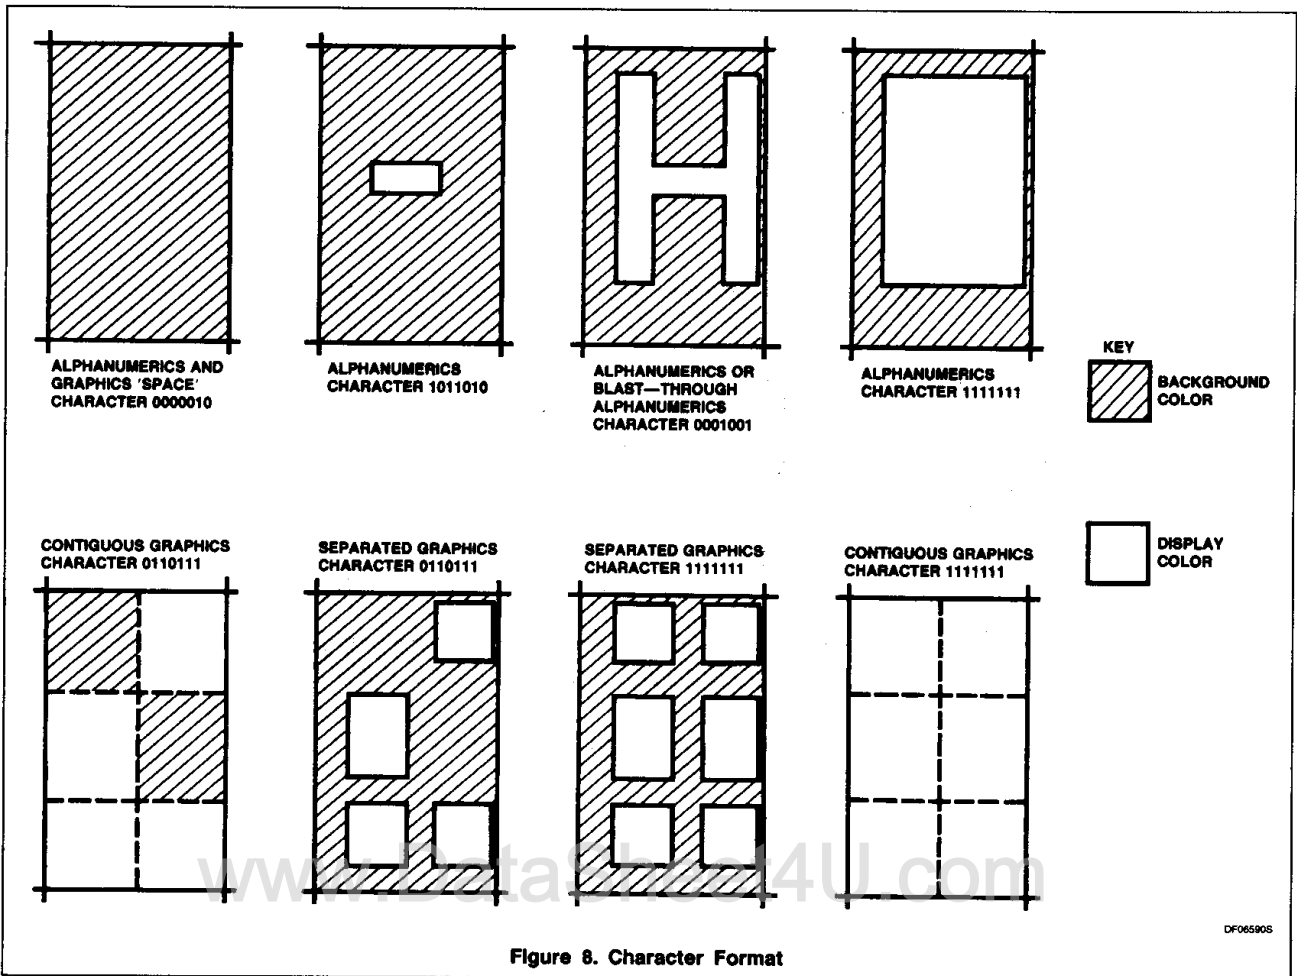 ALPHANUMERICS AND
GRAPHICS 'SPACE'
CHARACTER 0000010
ALPHANUMERICS
CHARACTER 1011010
ALPHANUMERICS OR
BLAST—THROUGH
ALPHANUMERICS
CHARACTER 0001001
ALPHANUMERICS
CHARACTER 1111111
KEY
BACKGROUND
COLOR
DISPLAY
COLOR
CONTIGUOUS GRAPHICS
CHARACTER 0110111
SEPARATED GRAPHICS
CHARACTER 0110111
SEPARATED GRAPHICS
CHARACTER 1111111
CONTIGUOUS GRAPHICS
CHARACTER 1111111
www.DataSheet4U.com
DF06590S
Figure 8. Character Format